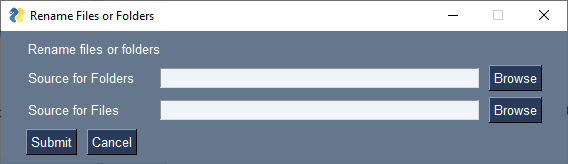 Rename Files or Folders
Rename files or folders
Source for Folders Browse
Source for Files Browse
Submit Cancel